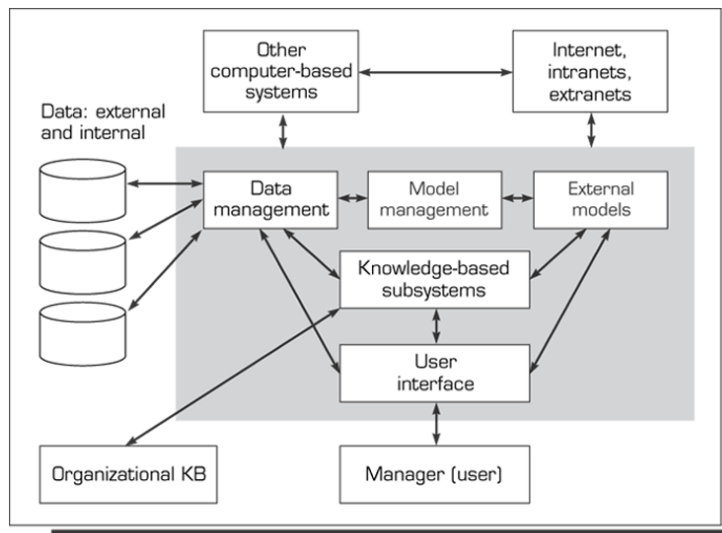 Other
computer-based
systems
Internet,
intranets,
extranets
Data: external
and internal
Data
management
Model
management
External
models
Knowledge-based
subsystems
User
interface
Organizational KB
Manager (user)